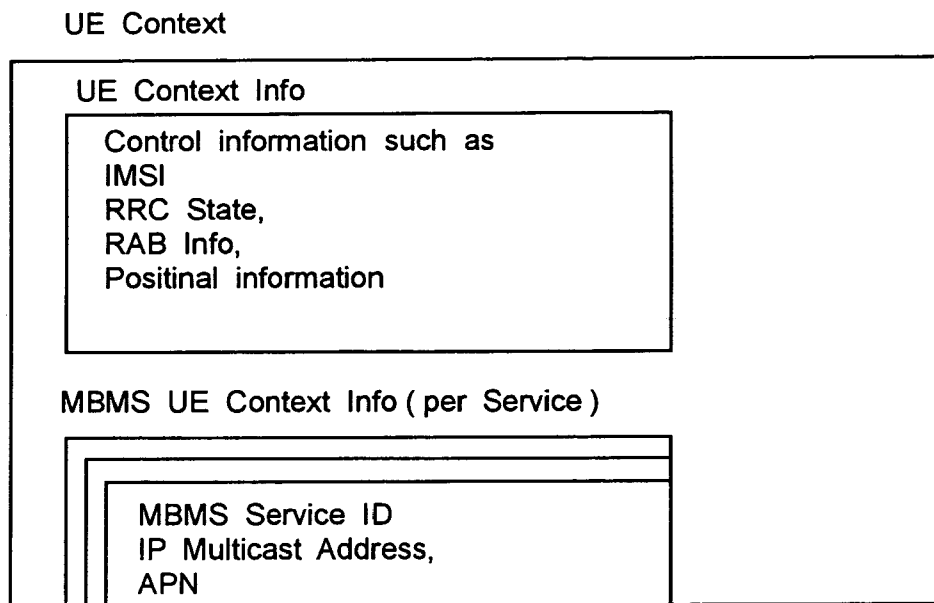 UE Context
UE Context Info
Control information such as
IMSI
RRC State,
RAB Info,
Positinal information
MBMS UE Context Info ( per Service )
MBMS Service ID
IP Multicast Address,
APN